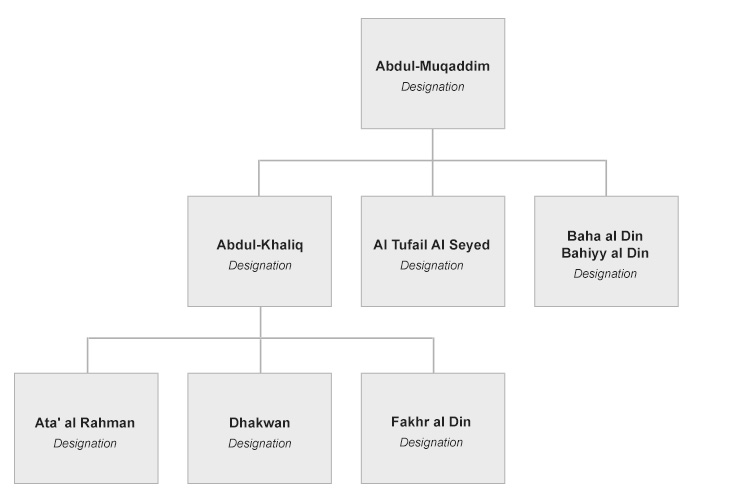 Abdul-Muqaddim
Designation
Abdul-Khaliq
Designation
Al Tufail Al Seyed
Designation
Baha al Din
Bahiyy al Din
Designation
Ata' al Rahman
Designation
Dhakwan
Designation
Fakhr al Din
Designation